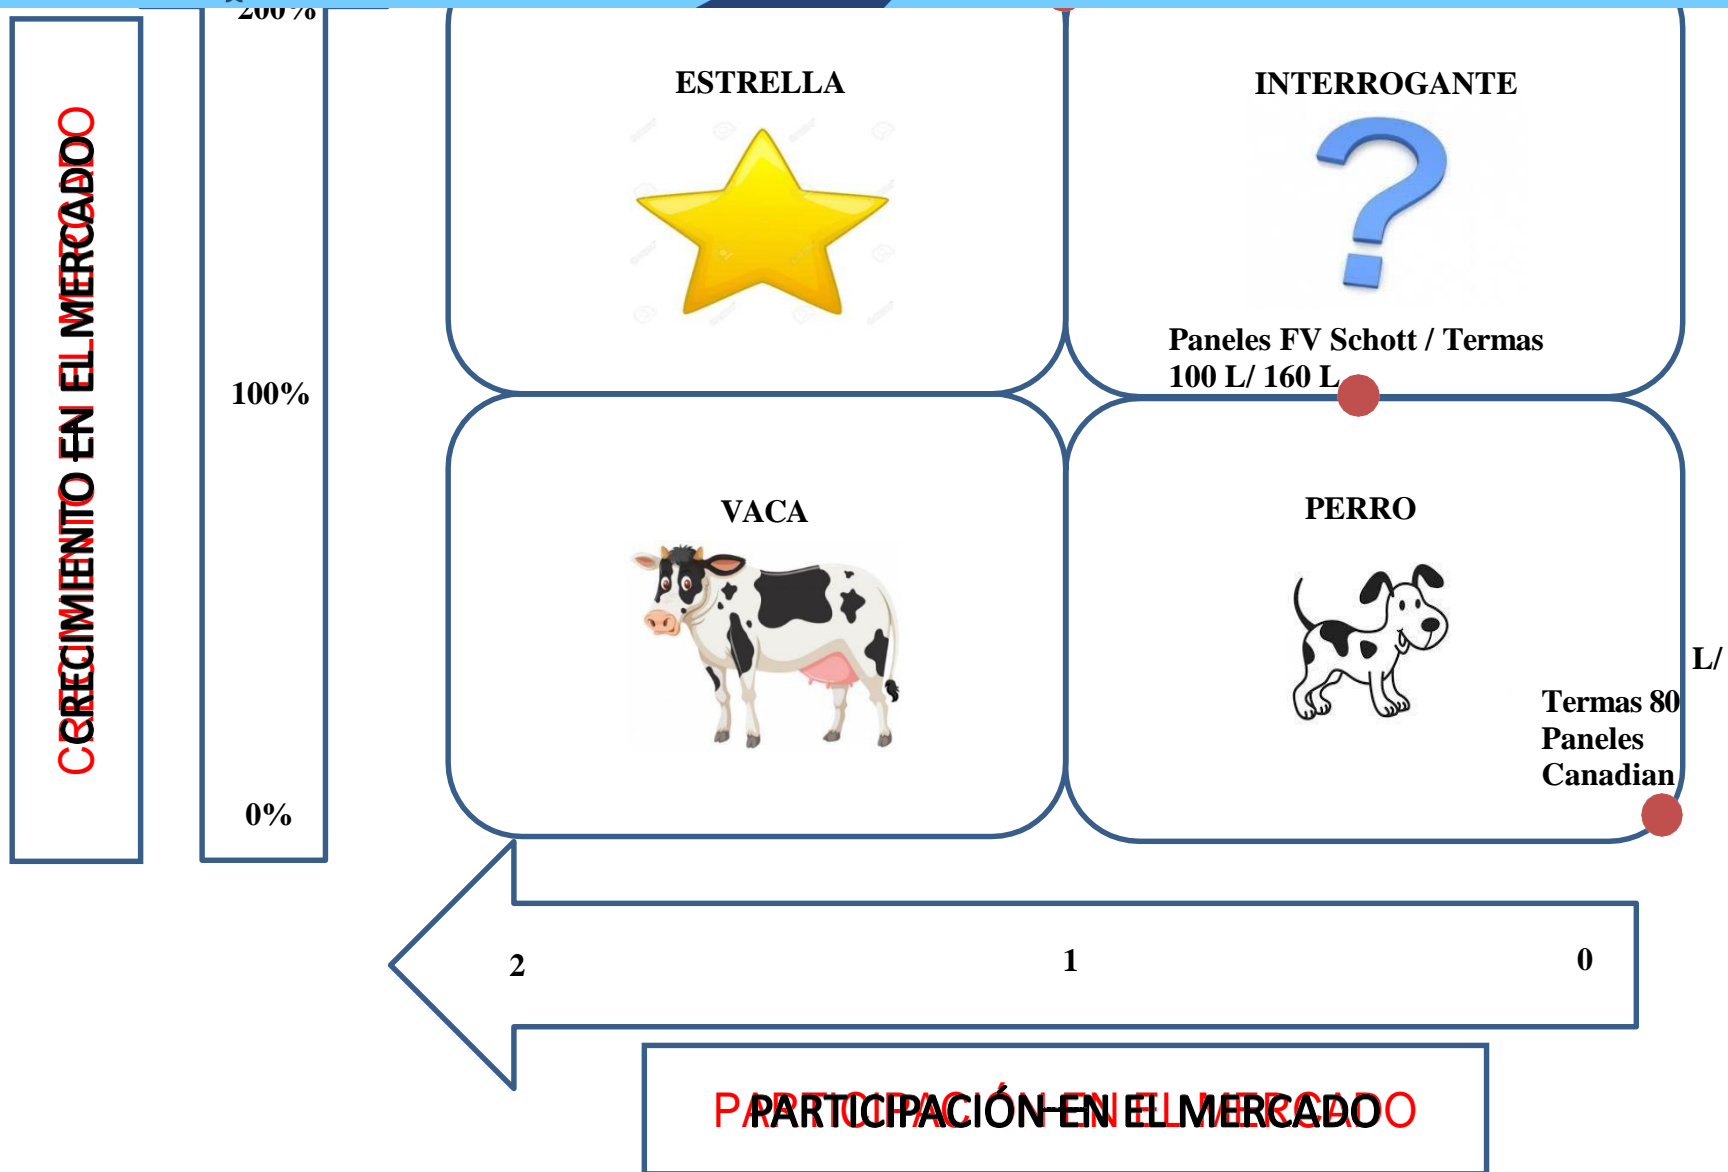 200%
ESTRELLA
INTERROGANTE
Paneles FV Schott / Termas
100 L/ 160 L
100%
CRECIMIENTO EN EL MERCADO
VACA
PERRO
L/
Termas 80
Paneles
Canadian
0%
2
1
0
PARTICIPACIÓN EN EL MERCADO